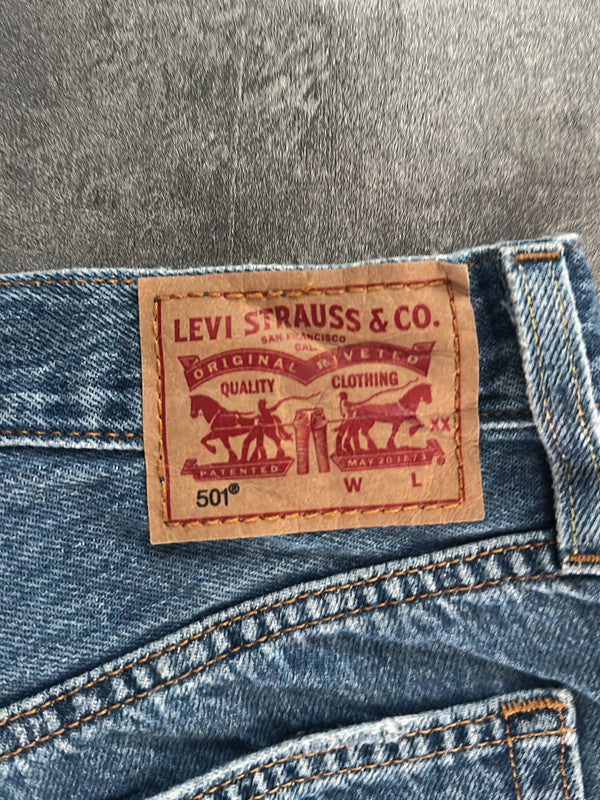 LEVI STRAUSS & CO.
SAN FRANCISCO
CAL.
ORIGINAL RIVETED
QUALITY CLOTHING
XX
PATENTED MAY 20 1873
®
501®
W L